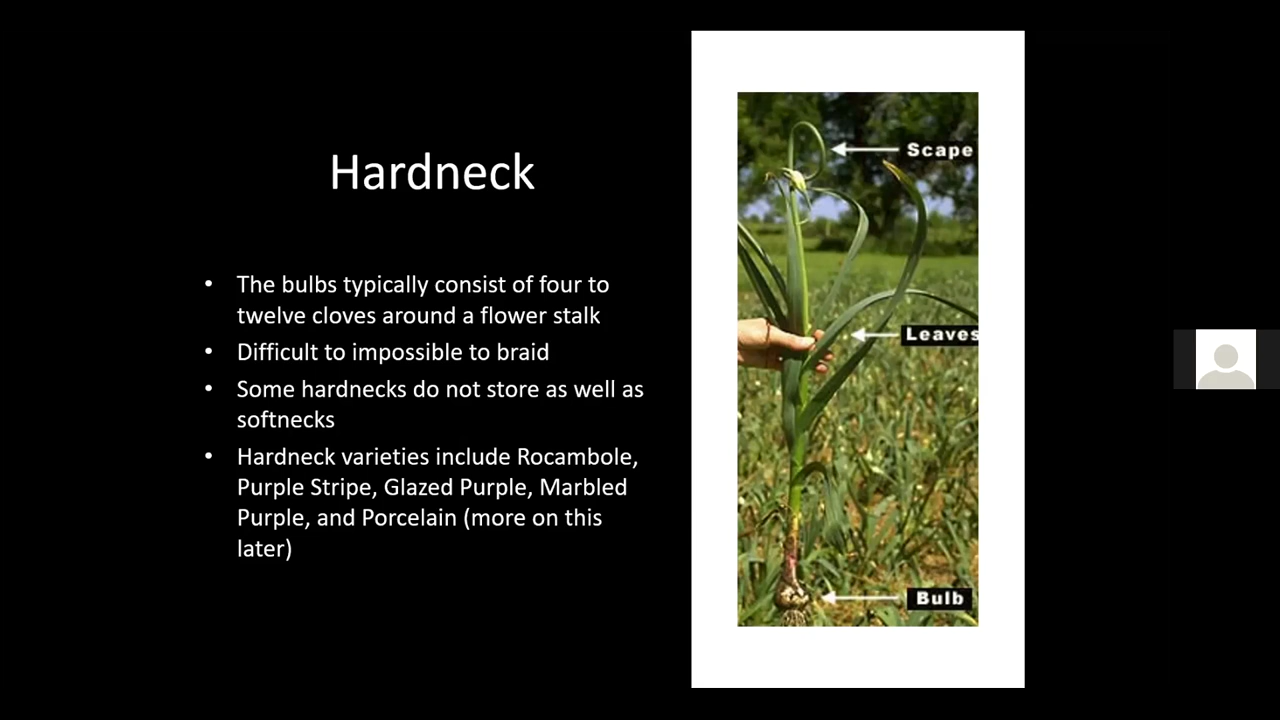 Hardneck
• The bulbs typically consist of four to
twelve cloves around a flower stalk
• Difficult to impossible to braid
• Some hardnecks do not store as well as
softnecks
• Hardneck varieties include Rocambole,
Purple Stripe, Glazed Purple, Marbled
Purple, and Porcelain (more on this
later)
Scape
Leaves
Bulb